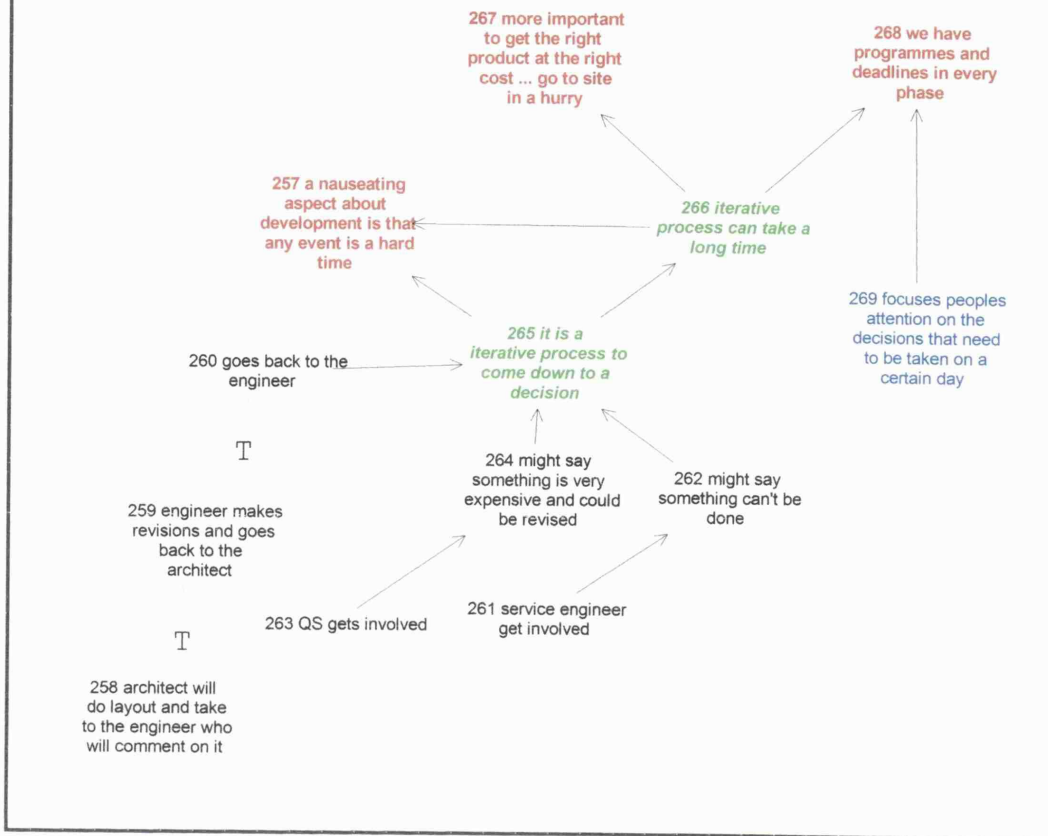 267 more important
to get the right
product at the right
cost ... go to site
in a hurry
268 we have
programmes and
deadlines in every
phase
257 a nauseating
aspect about
development is that
any event is a hard
time
266 iterative
process can take a
long time
269 focuses peoples
attention on the
decisions that need
to be taken on a
certain day
265 it is a
iterative process to
come down to a
decision
260 goes back to the
engineer
T
264 might say
something is very
expensive and could
be revised
262 might say
something can't be
done
259 engineer makes
revisions and goes
back to the
architect
263 QS gets involved
261 service engineer
get involved
T
258 architect will
do layout and take
to the engineer who
will comment on it